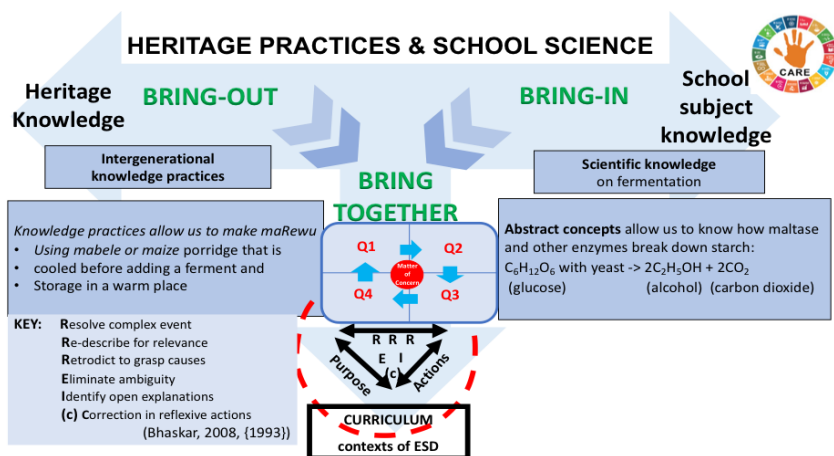 HERITAGE PRACTICES & SCHOOL SCIENCE
CARE
Heritage
Knowledge
BRING-OUT
BRING-IN
School
subject
knowledge
Intergenerational
knowledge practices
Scientific knowledge
on fermentation
BRING
TOGETHER
Knowledge practices allow us to make maRewu
• Using mabele or maize porridge that is
• cooled before adding a ferment and
• Storage in a warm place
Q1
Q2
Matter
of
Concern
Q4
Q3
Abstract concepts allow us to know how maltase
and other enzymes break down starch:
C₆H₁₂O₆ with yeast -> 2C₂H₅OH + 2CO₂
(glucose) (alcohol) (carbon dioxide)
KEY: Resolve complex event
Re-describe for relevance
Retrodict to grasp causes
Eliminate ambiguity
Identify open explanations
(c) Correction in reflexive actions
(Bhaskar, 2008, {1993})
R R R
E I
(c)
Purpose
Actions
CURRICULUM
contexts of ESD